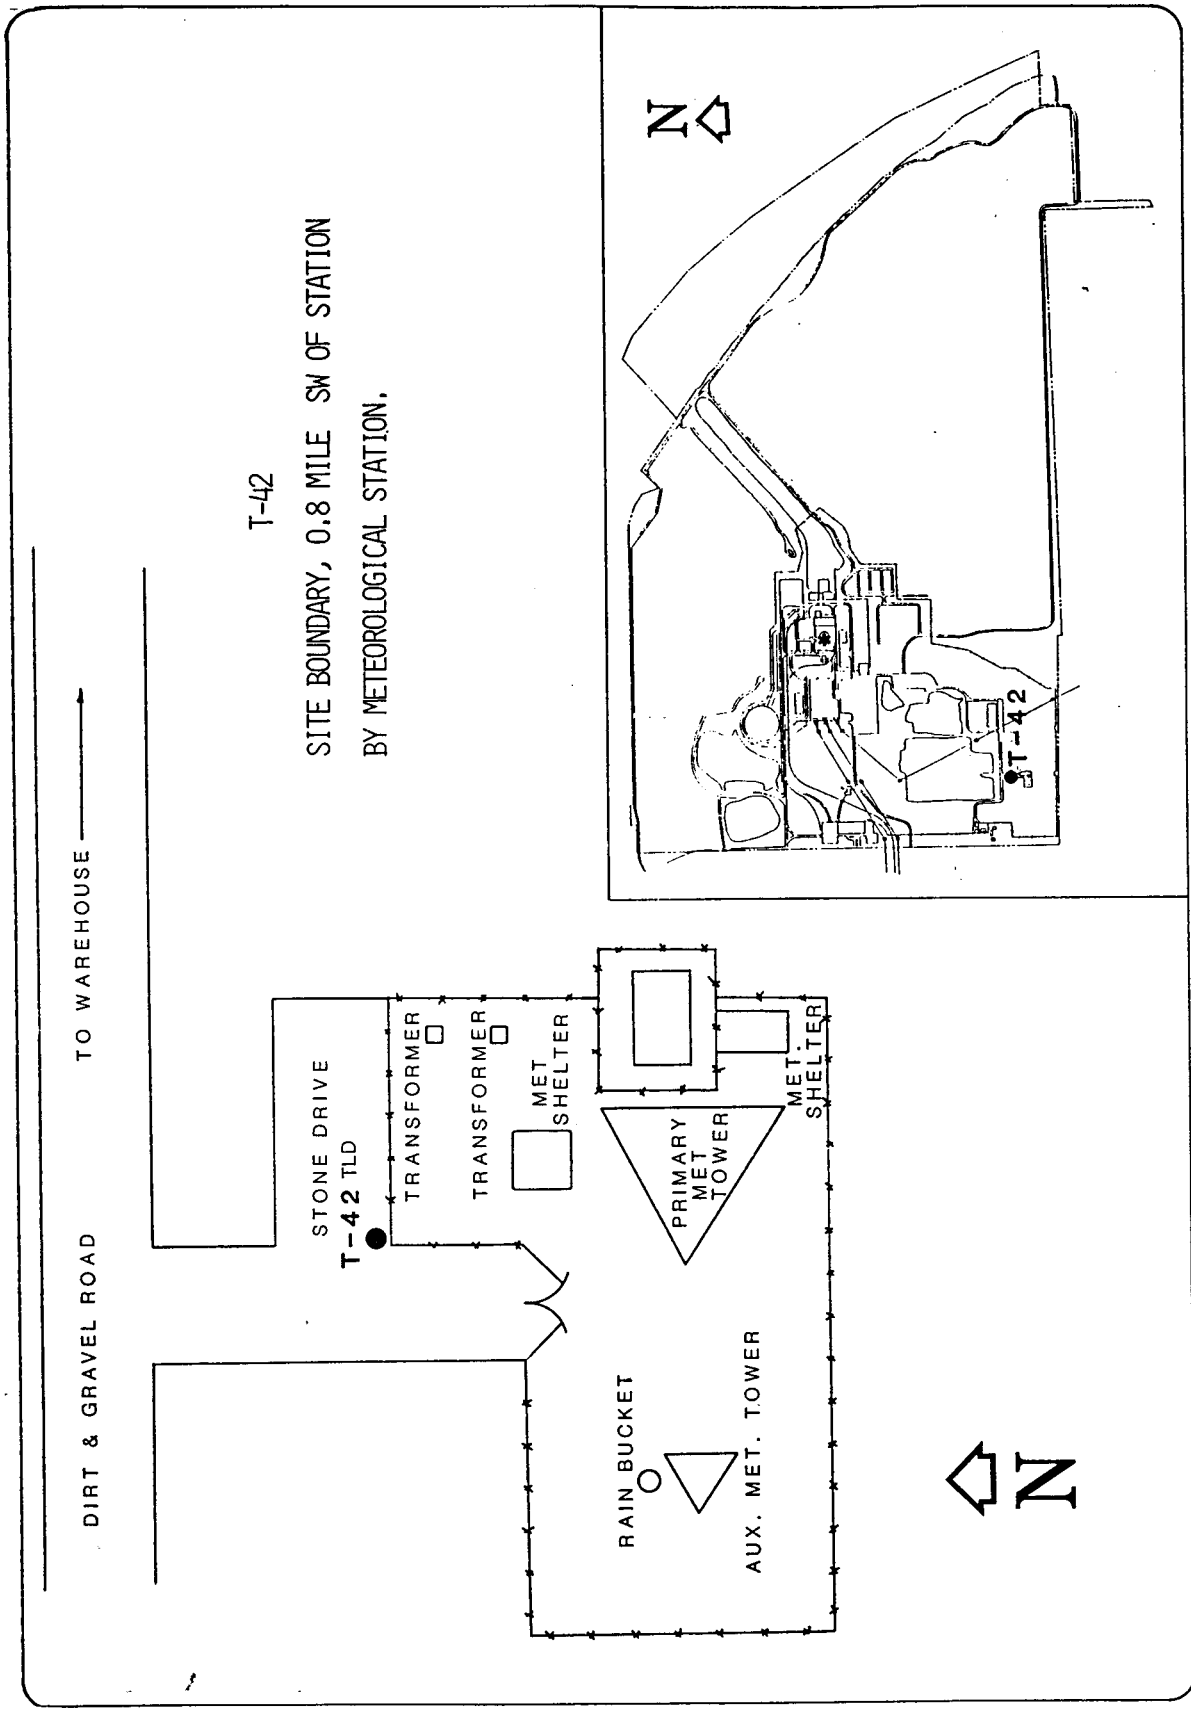 DIRT & GRAVEL ROAD
TO WAREHOUSE
T-42
SITE BOUNDARY, 0.8 MILE SW OF STATION
BY METEOROLOGICAL STATION.
STONE DRIVE
T-42 TLD
TRANSFORMER
TRANSFORMER
MET
SHELTER
PRIMARY
MET
TOWER
MET.
SHELTER
RAIN BUCKET
AUX. MET. TOWER
N
N
T-42